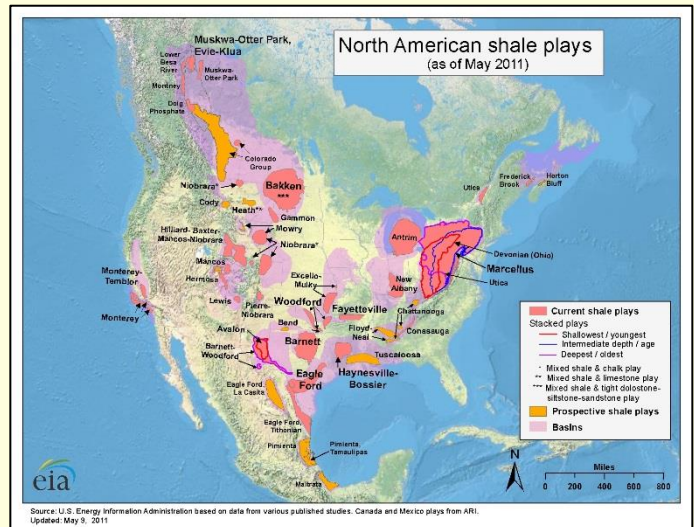 North American shale plays
(as of May 2011)
Muskwa-Otter Park,
Evie-Klua
Lower
Besa
River
Muskwa-
Otter Park
Montney
Doig
Phosphate
Colorado
Group
Niobrara*
Bakken
***
Cody
Heath**
Gammon
Mowry
Hilliard-Baxter-
Mancos-Niobrara
Niobrara*
Mancos
Hermosa
Monterey-
Temblor
Monterey
Lewis
Pierre-
Niobrara
Excello-
Mulky
Woodford
Fayetteville
Bend
Avalon
Barnett
Barnett-
Woodford
Floyd-
Neal
Chattanooga
Conasauga
Tuscaloosa
Haynesville-
Bossier
Eagle
Ford
Eagle Ford,
La Casita
Eagle Ford,
Tithonian
Pimienta
Pimienta,
Tamaulipas
Maltrata
Antrim
New
Albany
Devonian (Ohio)
Marcellus
Utica
Utica
Frederick
Brook
Horton
Bluff
Current shale plays
Stacked plays
Shallowest / youngest
Intermediate depth / age
Deepest / oldest
* Mixed shale & chalk play
** Mixed shale & limestone play
*** Mixed shale & tight dolostone-
siltstone-sandstone play
Prospective shale plays
Basins
N
Miles
0 200 400 600 800
eia
Source: U.S. Energy Information Administration based on data from various published studies. Canada and Mexico plays from ARI.
Updated: May 9, 2011